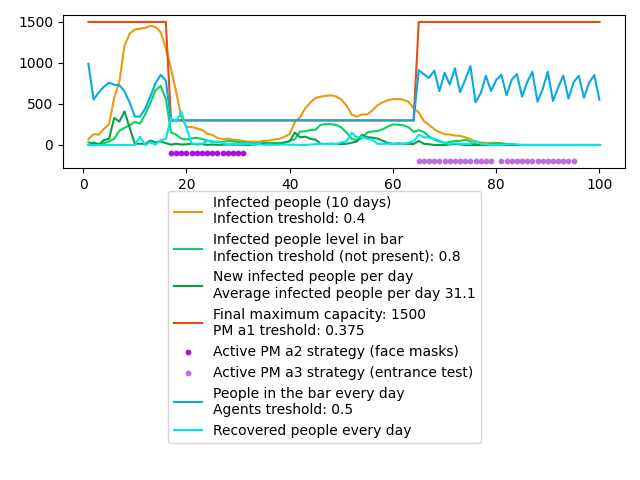 1500
1000
500
0
0 20 40 60 80 100
Infected people (10 days)
Infection treshold: 0.4
Infected people level in bar
Infection treshold (not present): 0.8
New infected people per day
Average infected people per day 31.1
Final maximum capacity: 1500
PM a1 treshold: 0.375
Active PM a2 strategy (face masks)
Active PM a3 strategy (entrance test)
People in the bar every day
Agents treshold: 0.5
Recovered people every day